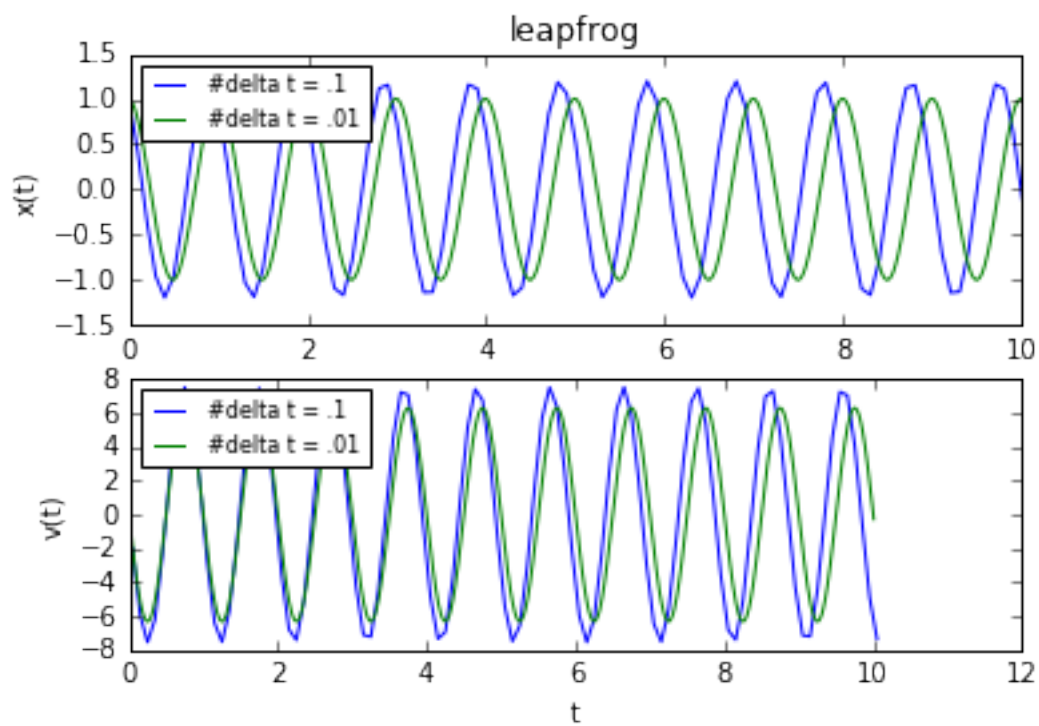 leapfrog
1.5
1.0
0.5
0.0
−0.5
−1.0
−1.5
x(t)
#delta t = .1
#delta t = .01
0 2 4 6 8 10
8
6
4
2
0
−2
−4
−6
−8
v(t)
#delta t = .1
#delta t = .01
0 2 4 6 8 10 12
t